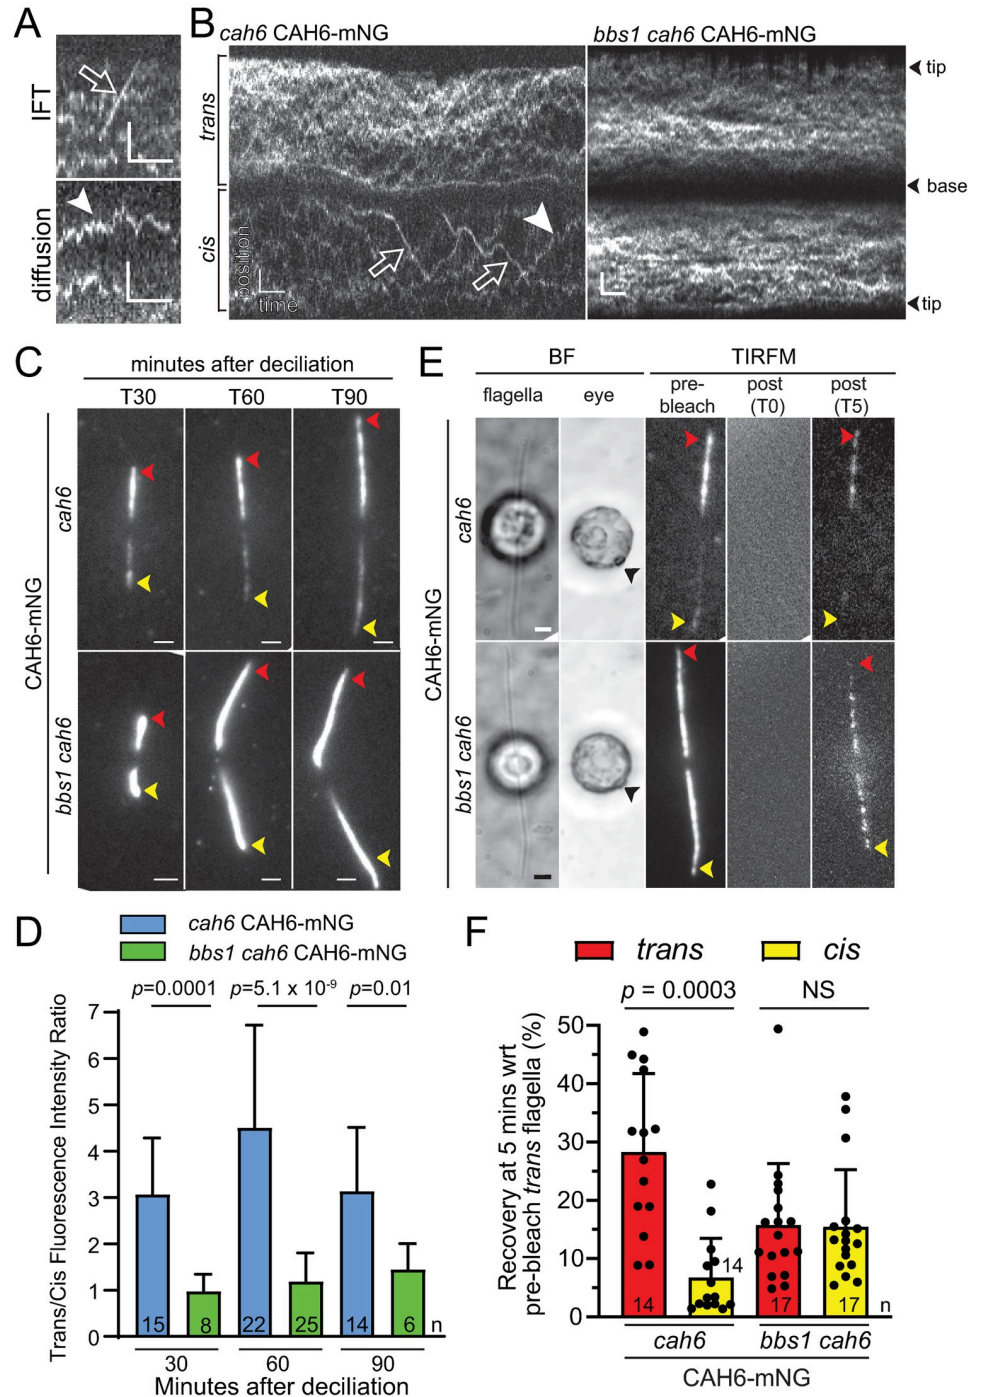 A
IFT
diffusion
B
cah6 CAH6-mNG
bbs1 cah6 CAH6-mNG
trans
cis
position
time
tip
base
tip
C
minutes after deciliation
T30 T60 T90
CAH6-mNG
cah6
bbs1 cah6
E
BF
TIRFM
flagella
eye
pre-
bleach
post
(T0)
post
(T5)
CAH6-mNG
cah6
bbs1 cah6
D
cah6 CAH6-mNG
bbs1 cah6 CAH6-mNG
p=0.0001 p=5.1 x 10-9 p=0.01
Trans/Cis Fluorescence Intensity Ratio
7
6
5
4
3
2
1
0
15 8 22 25 14 6 n
30 60 90
Minutes after deciliation
F
trans
cis
p = 0.0003 NS
Recovery at 5 mins wrt
pre-bleach trans flagella (%)
50
40
30
20
10
0
14 14 17 17 n
cah6 bbs1 cah6
CAH6-mNG